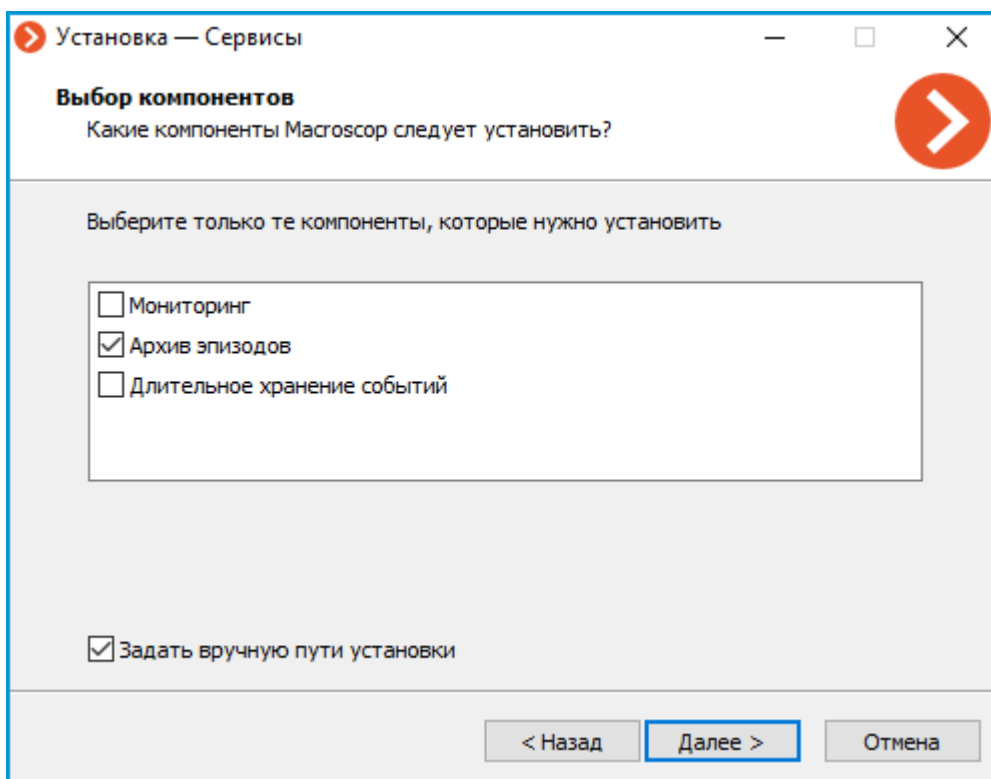 Установка — Сервисы
Выбор компонентов
Какие компоненты Macroscop следует установить?
Выберите только те компоненты, которые нужно установить
Мониторинг
Архив эпизодов
Длительное хранение событий
Задать вручную пути установки
< Назад
Далее >
Отмена